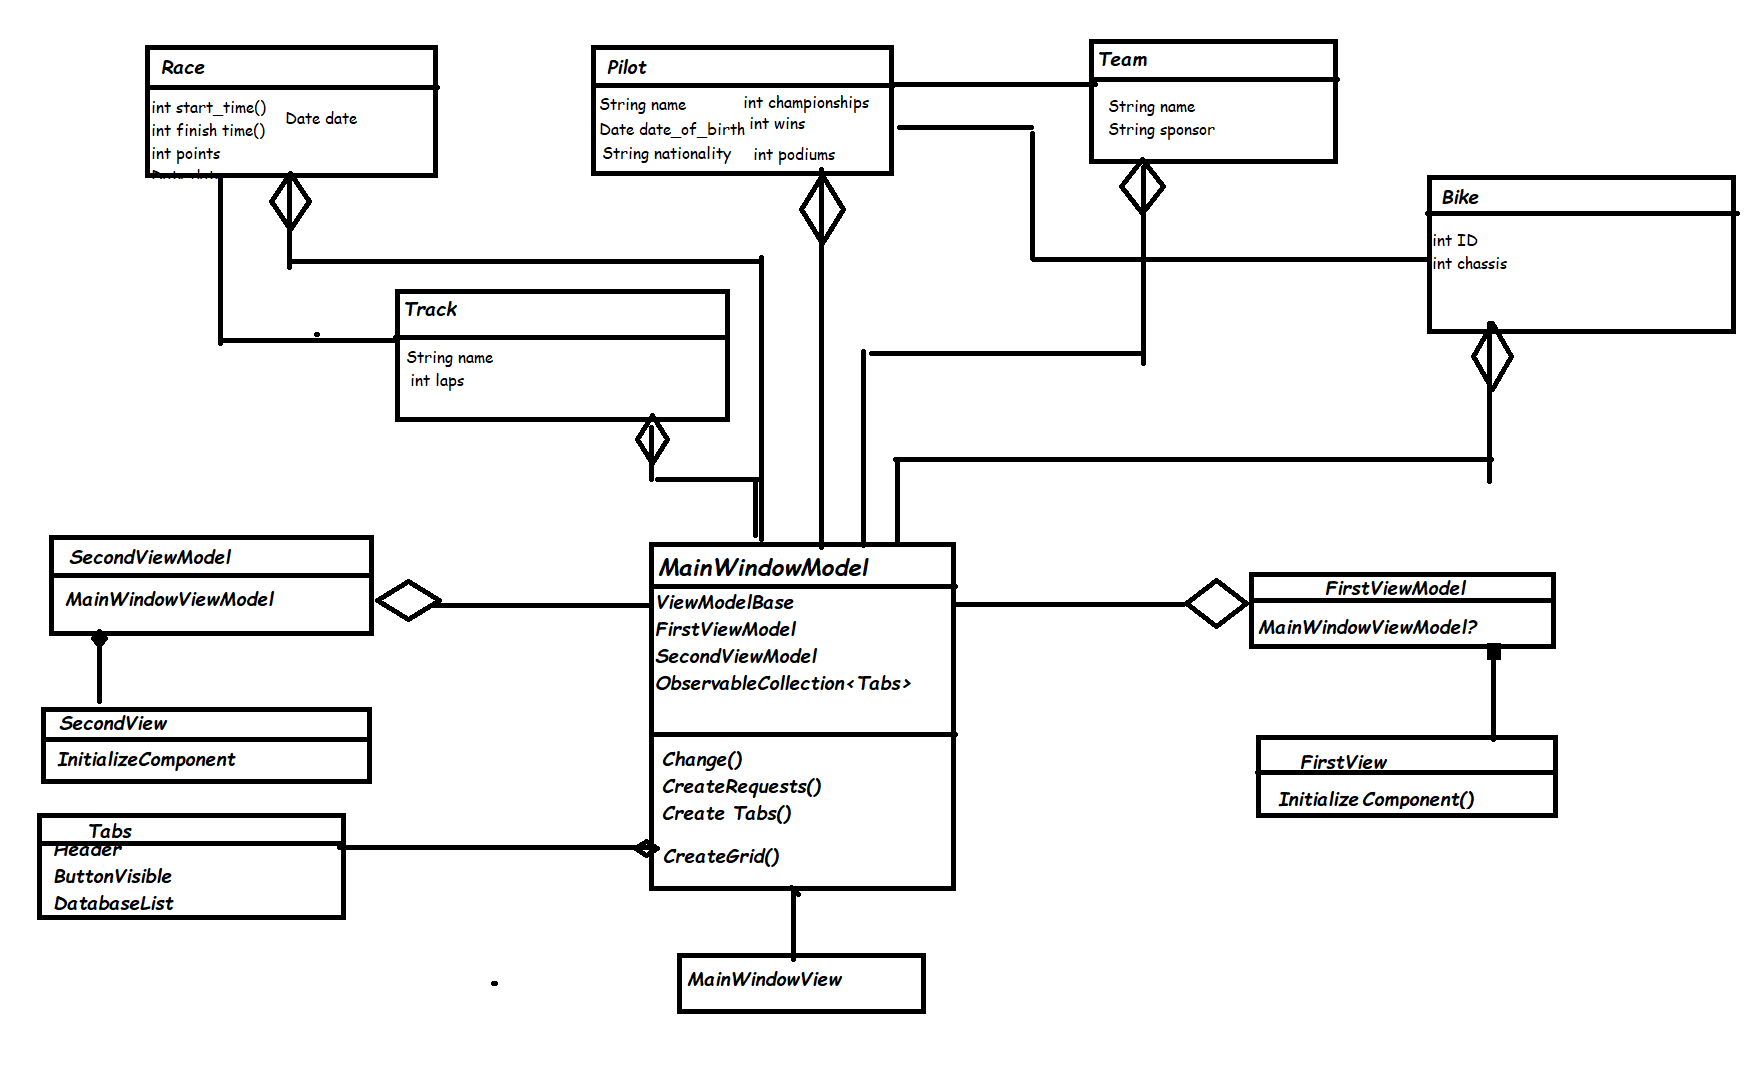 Race
int start_time()
int finish time()
int points
Date date
Pilot
String name
Date date_of_birth
String nationality
int championships
int wins
int podiums
Team
String name
String sponsor
Bike
int ID
int chassis
Track
String name
int laps
SecondViewModel
MainWindowViewModel
MainWindowModel
ViewModelBase
FirstViewModel
SecondViewModel
ObservableCollection<Tabs>
Change()
CreateRequests()
Create Tabs()
CreateGrid()
FirstViewModel
MainWindowViewModel?
SecondView
InitializeComponent
FirstView
Initialize Component()
Tabs
Header
ButtonVisible
DatabaseList
MainWindowView